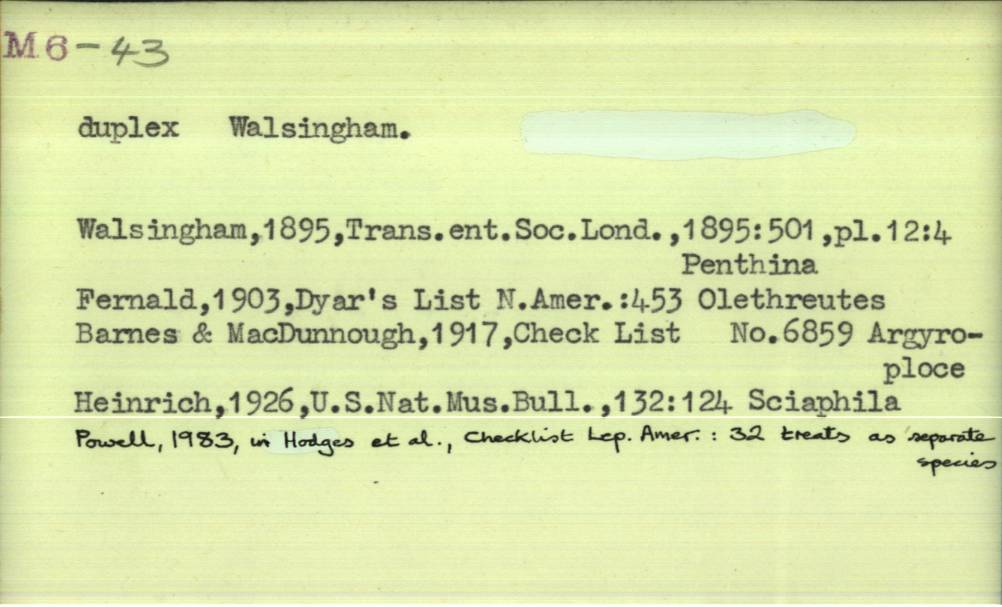 M6-43
duplex Walsingham.
Walsingham,1895,Trans.ent.Soc.Lond.,1895:501,pl.12:4
Penthina
Fernald,1903,Dyar's List N.Amer.:453 Olethreutes
Barnes & MacDunnough,1917,Check List No.6859 Argyro-
ploce
Heinrich,1926,U.S.Nat.Mus.Bull.,132:124 Sciaphila
Powell, 1983, in Hodges et al., Checklist Lep. Amer.: 32 treats as separate
species